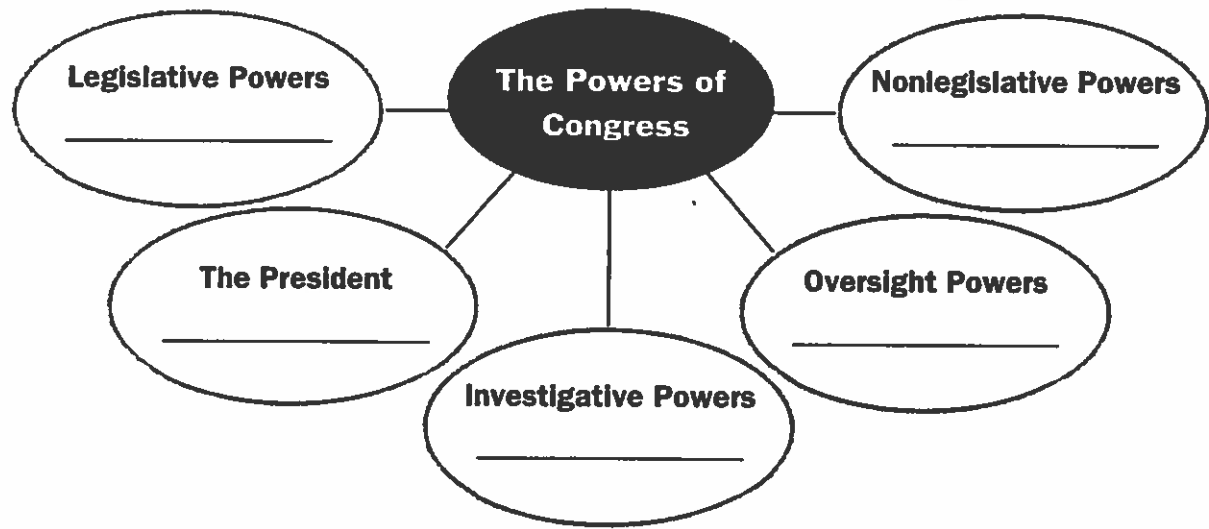 The Powers of
Congress
Legislative Powers
Nonlegislative Powers
The President
Oversight Powers
Investigative Powers